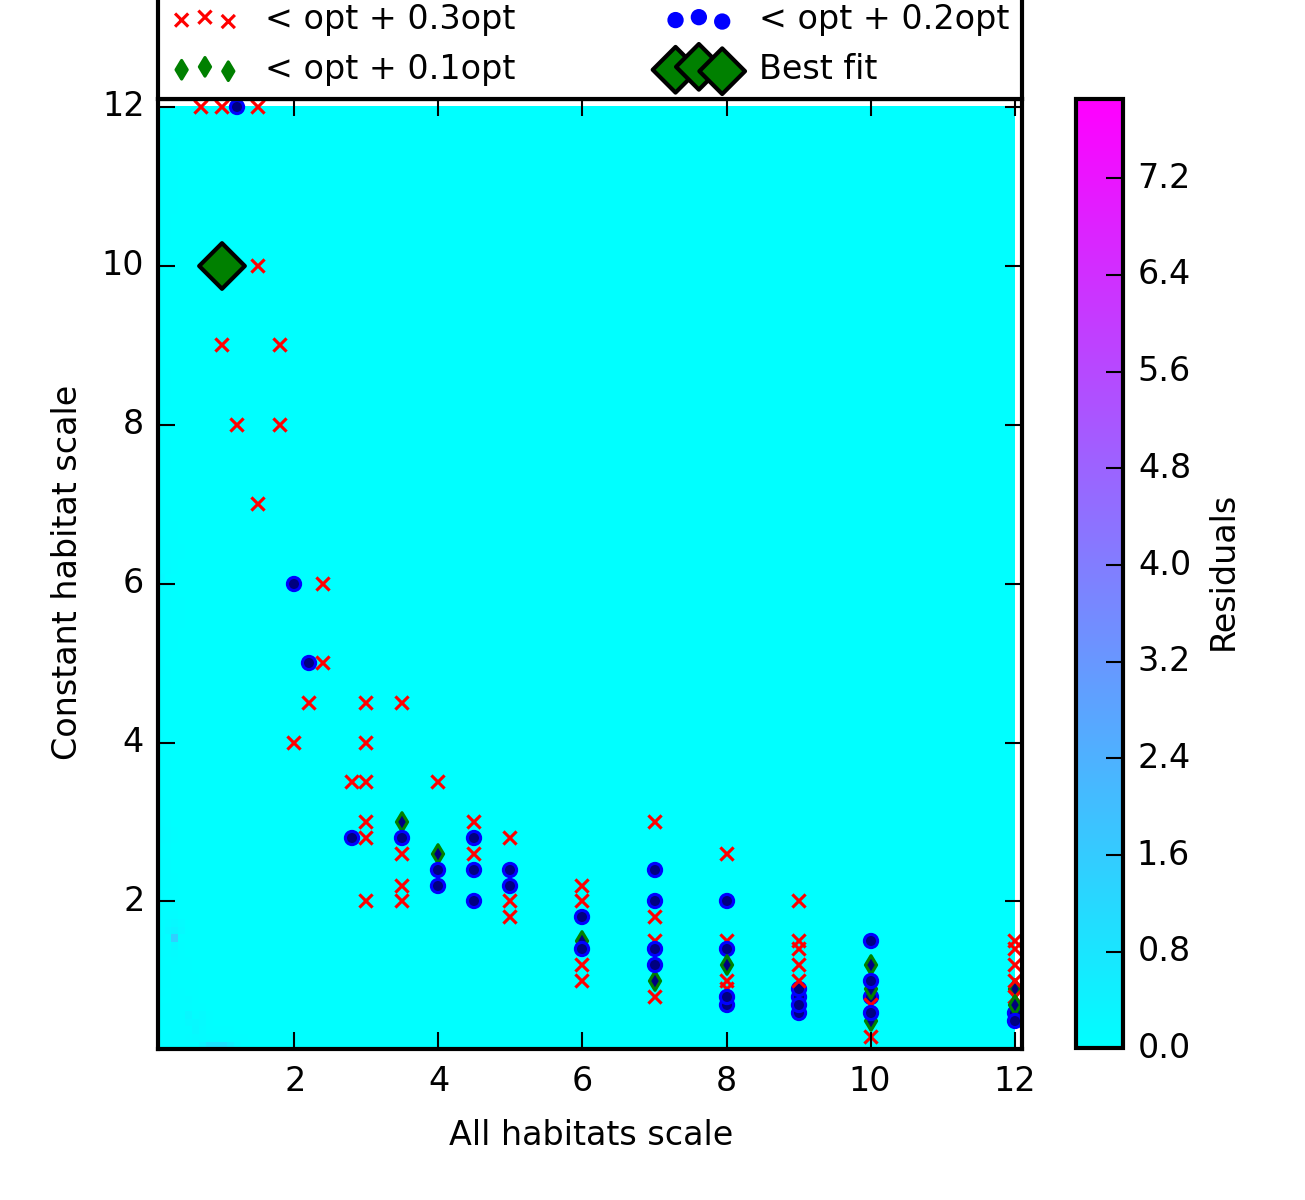 < opt + 0.3opt < opt + 0.2opt
< opt + 0.1opt Best fit
12
10
8
6
4
2
2 4 6 8 10 12
All habitats scale
Constant habitat scale
7.2
6.4
5.6
4.8
4.0
3.2
2.4
1.6
0.8
0.0
Residuals